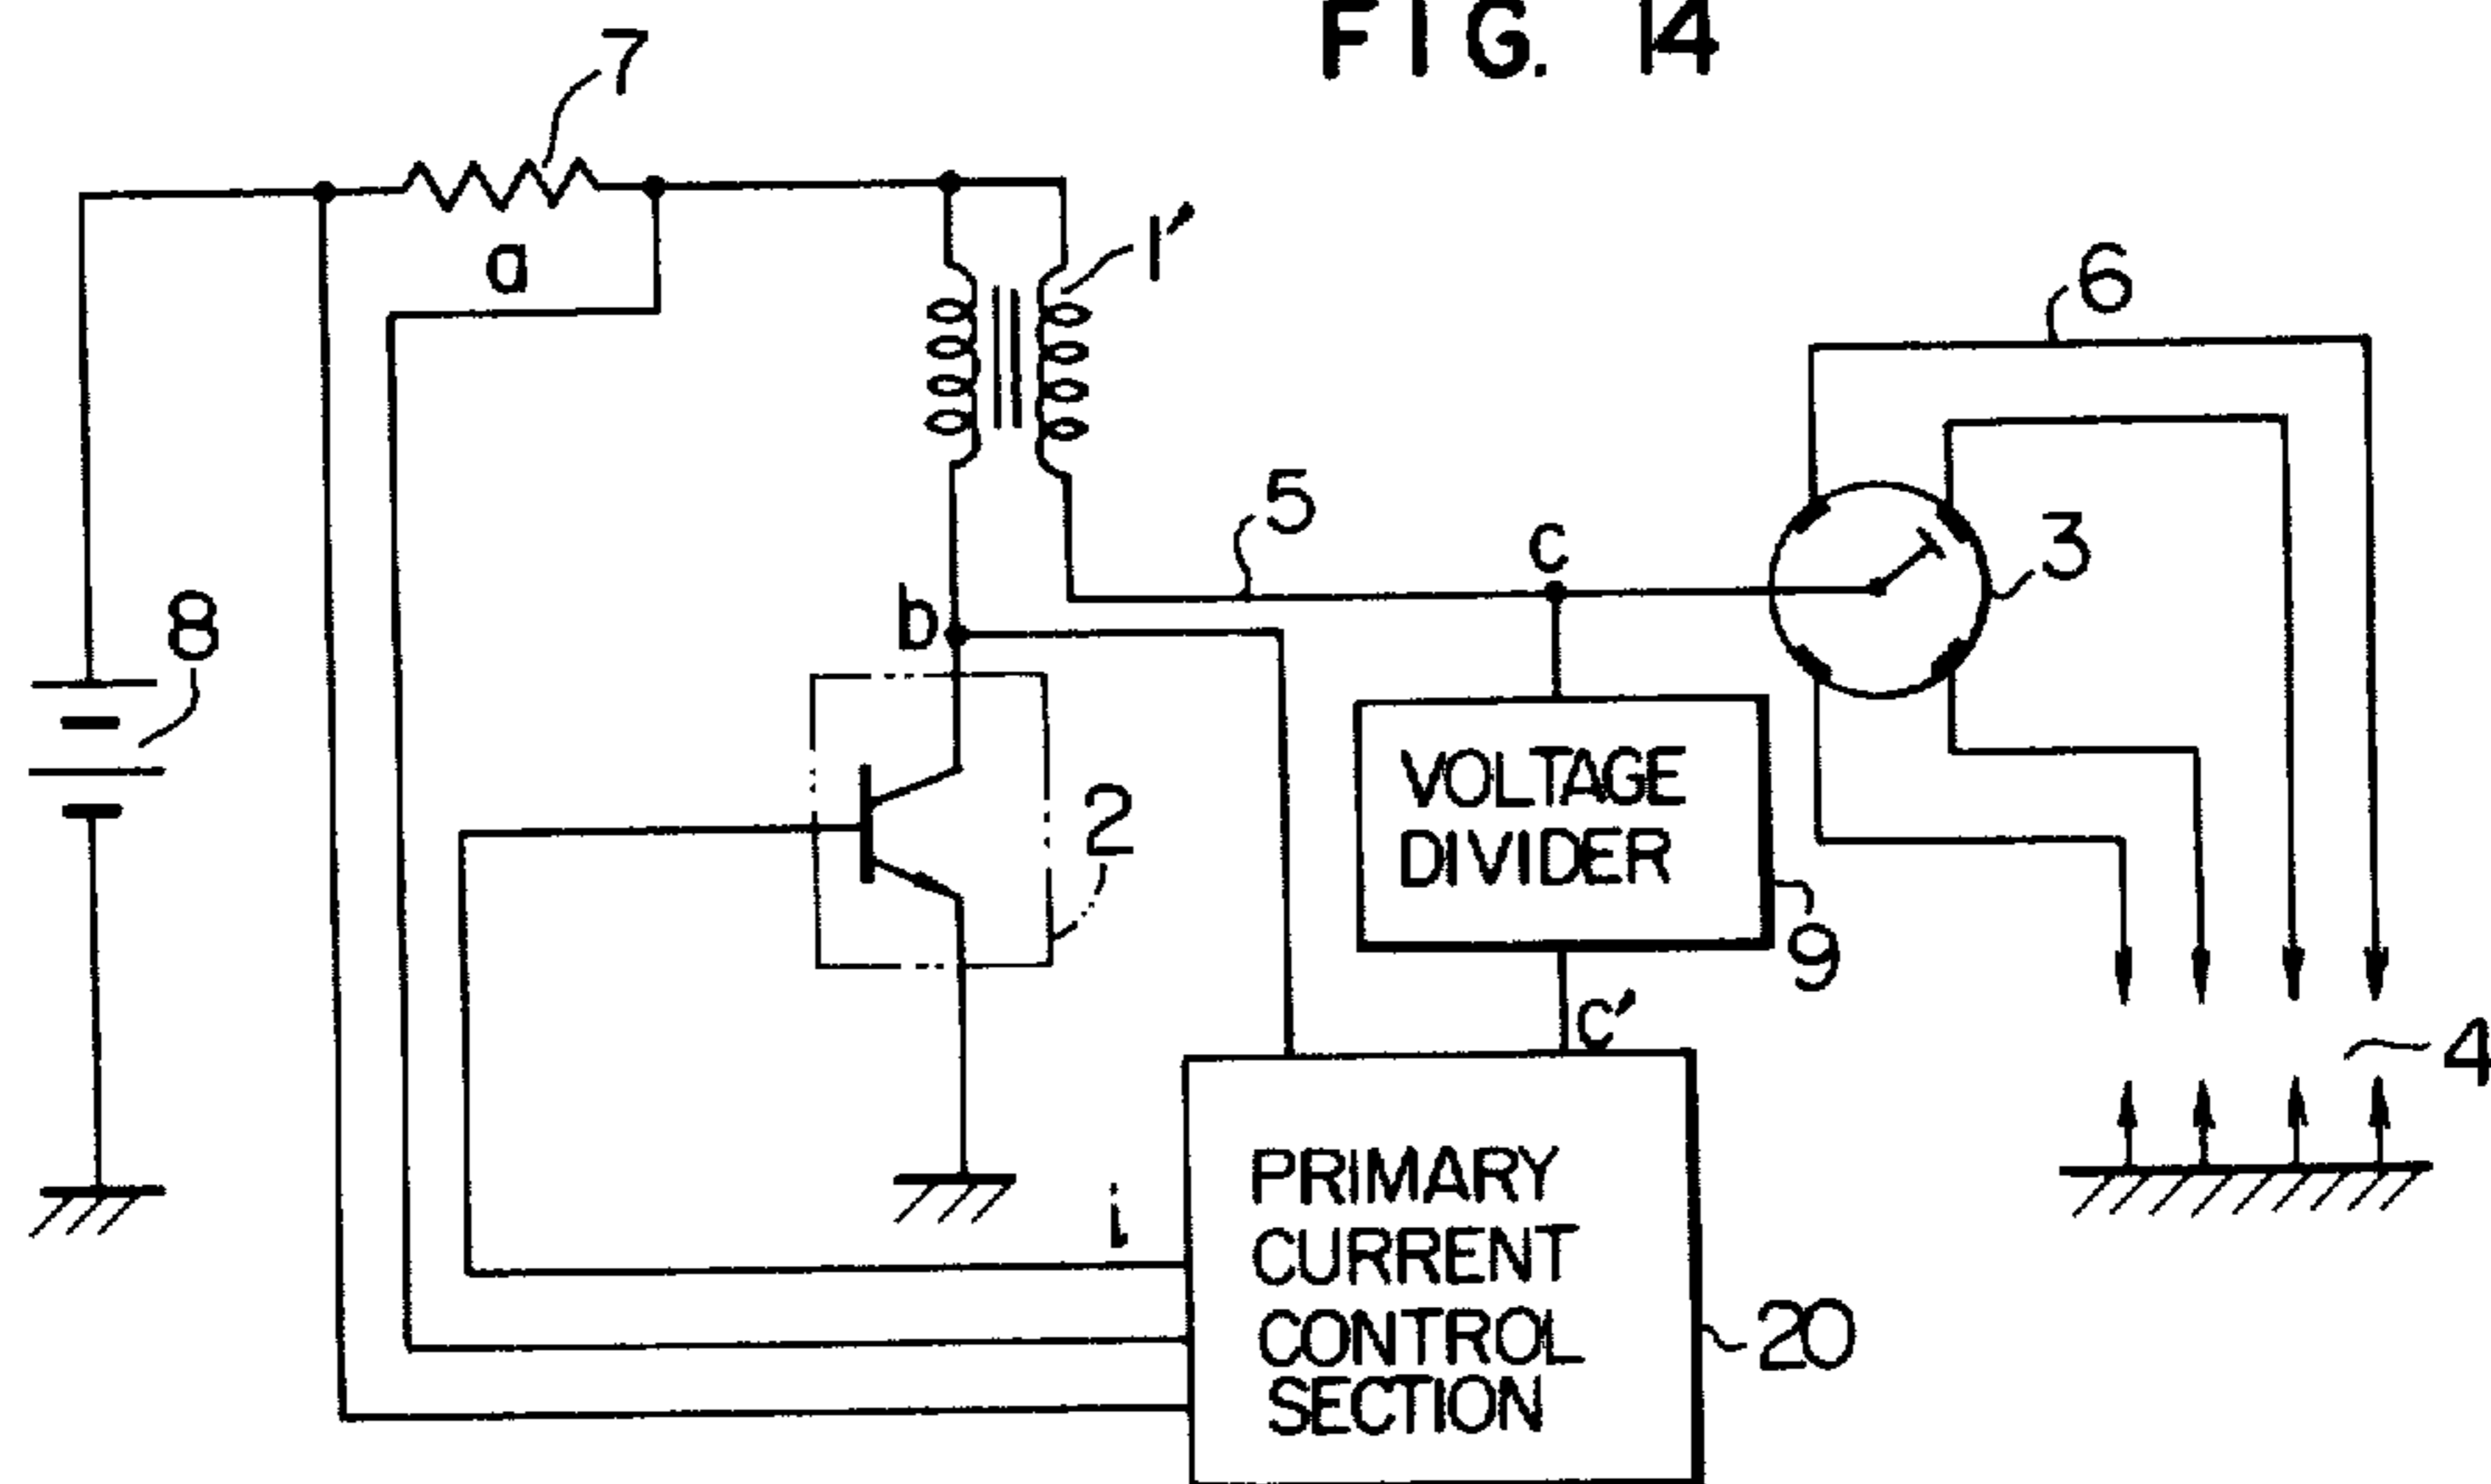 FIG. 14
7
a
1'
6
5
c
3
b
8
VOLTAGE
DIVIDER
2
9
c'
4
i
PRIMARY
CURRENT
CONTROL
SECTION
20